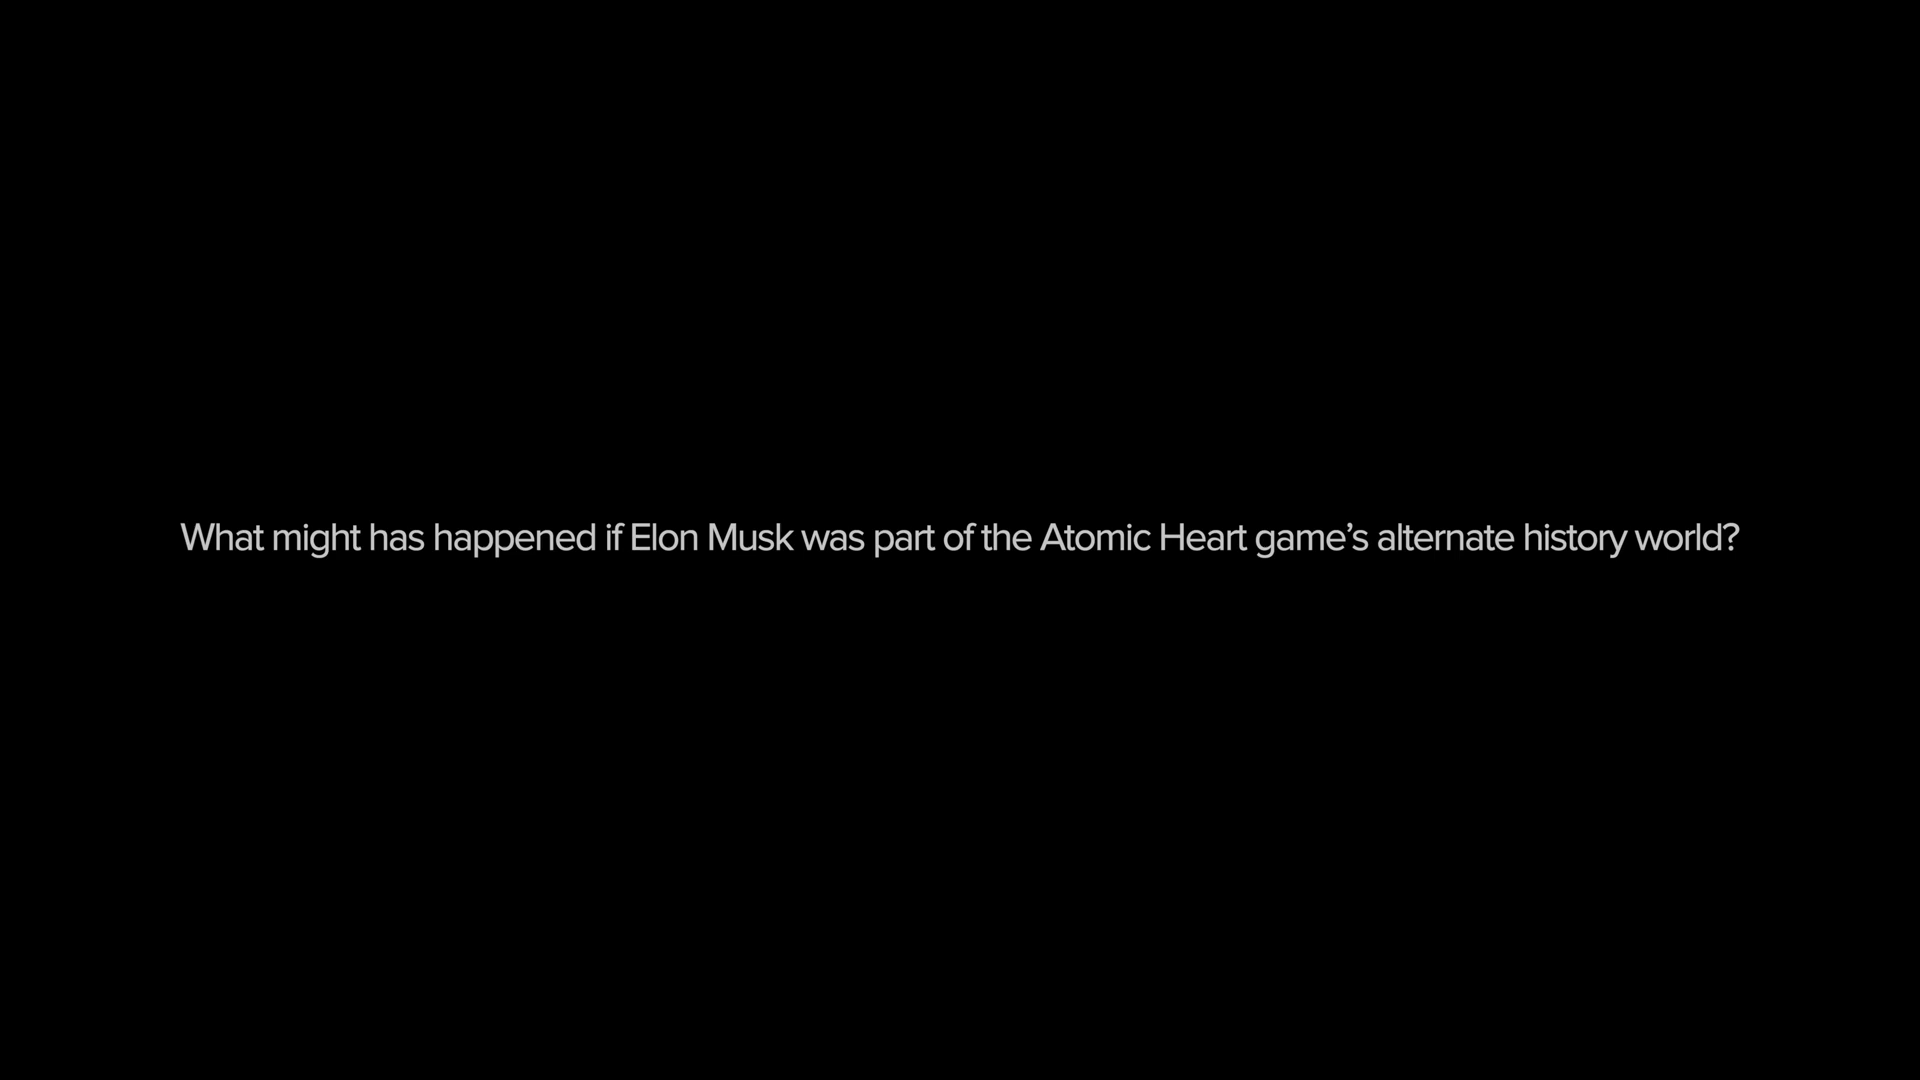 What might has happened if Elon Musk was part of the Atomic Heart game’s alternate history world?